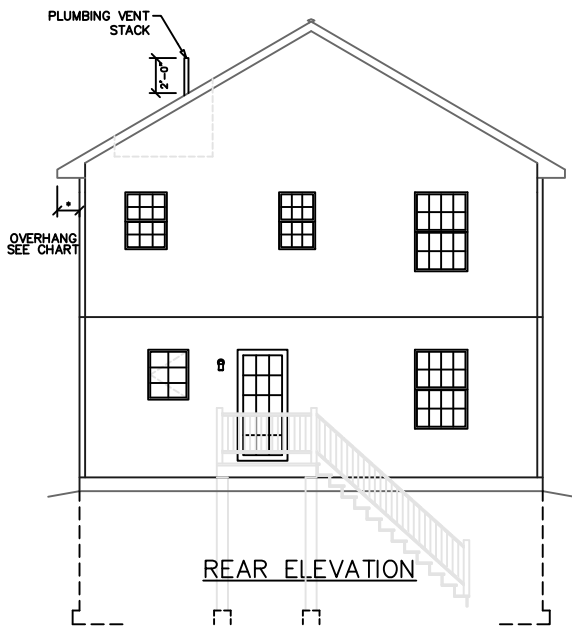 PLUMBING VENT
STACK
2'-0"
*
OVERHANG
SEE CHART
REAR ELEVATION